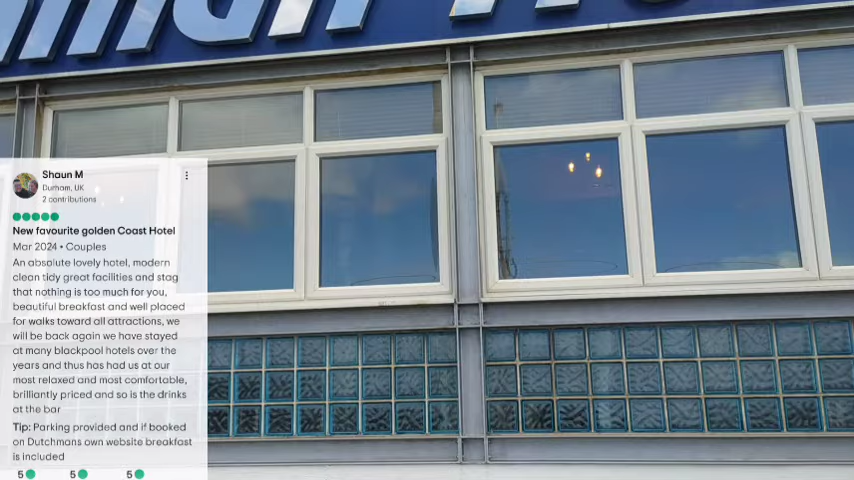 Shaun M
Durham, UK
2 contributions
New favourite golden Coast Hotel
Mar 2024 • Couples
An absolute lovely hotel, modern
clean tidy great facilities and stag
that nothing is too much for you,
beautiful breakfast and well placed
for walks toward all attractions, we
will be back again we have stayed
at many blackpool hotels over the
years and thus has had us at our
most relaxed and most comfortable,
brilliantly priced and so is the drinks
at the bar
Tip: Parking provided and if booked
on Dutchmans own website breakfast
is included
5 5 5